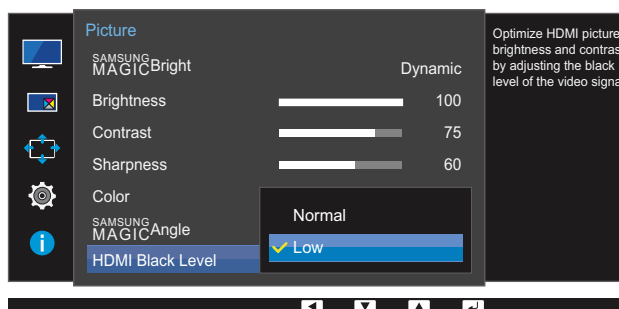 Picture
SAMSUNG
MAGICBright Dynamic
Brightness 100
Contrast 75
Sharpness 60
Color
SAMSUNG
MAGICAngle
HDMI Black Level
Normal
Low
Optimize HDMI picture
brightness and contras
by adjusting the black
level of the video signa